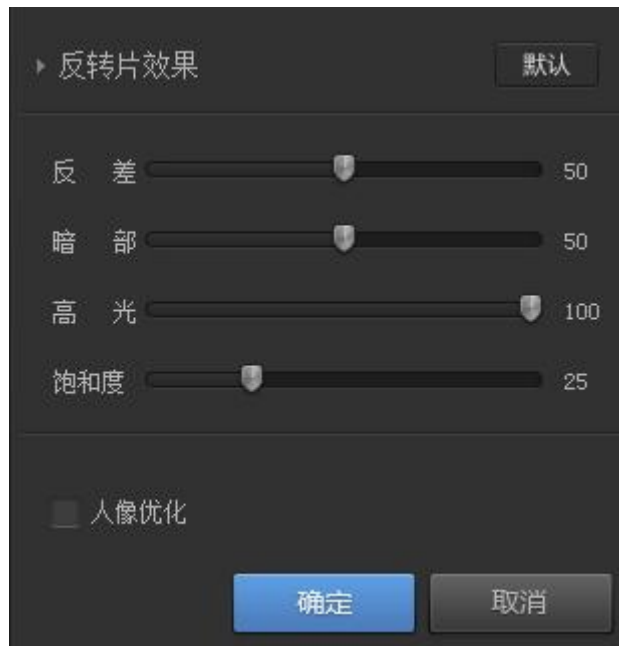 反转片效果 默认
反 差 50
暗 部 50
高 光 100
饱和度 25
人像优化
确定 取消